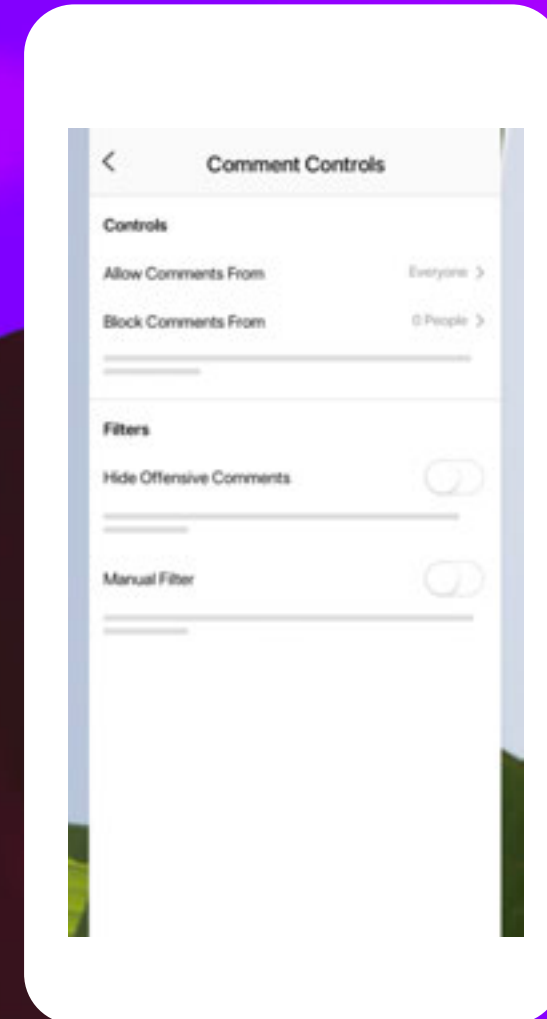 Comment Controls
Controls
Allow Comments From Everyone
Block Comments From 0 People
Filters
Hide Offensive Comments
Manual Filter